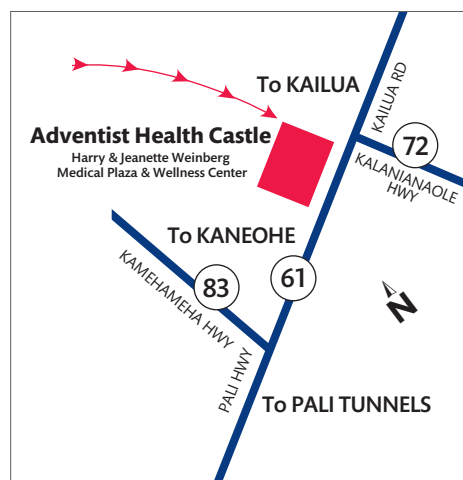 To KAILUA
KAILUA RD
Adventist Health Castle
Harry & Jeanette Weinberg
Medical Plaza & Wellness Center
72
KALANIANAOLE
HWY
To KANEOHE
83
61
KAMEHAMEHA HWY
N
PALI HWY
To PALI TUNNELS